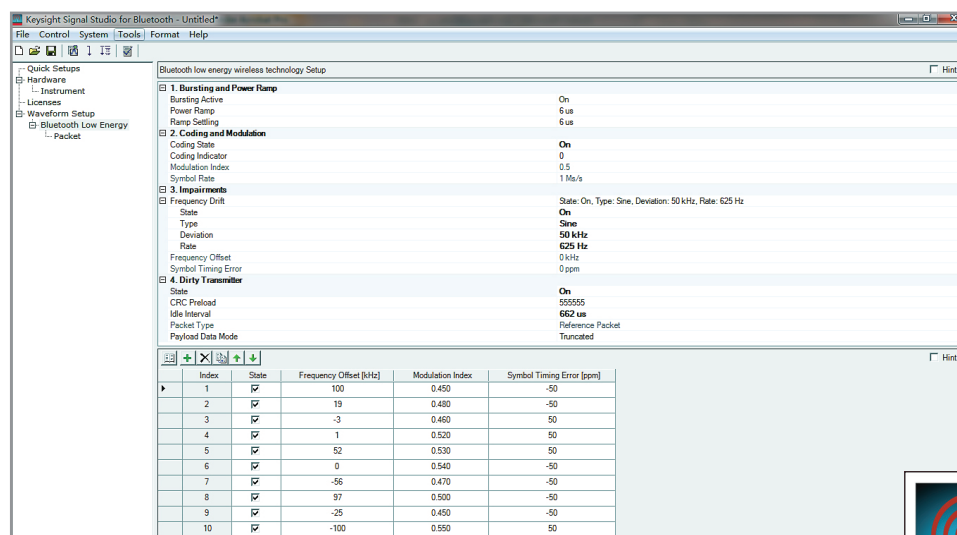 Keysight Signal Studio for Bluetooth - Untitled*
File Control System Tools Format Help
Quick Setups
Hardware
Instrument
Licenses
Waveform Setup
Bluetooth Low Energy
Packet
Bluetooth low energy wireless technology Setup Hint
1. Bursting and Power Ramp
Bursting Active On
Power Ramp 6 us
Ramp Settling 6 us
2. Coding and Modulation
Coding State On
Coding Indicator 0
Modulation Index 0.5
Symbol Rate 1 Ms/s
3. Impairments
Frequency Drift State: On, Type: Sine, Deviation: 50 kHz, Rate: 625 Hz
State On
Type Sine
Deviation 50 kHz
Rate 625 Hz
Frequency Offset 0 kHz
Symbol Timing Error 0 ppm
4. Dirty Transmitter
State On
CRC Preload 555555
Idle Interval 662 us
Packet Type Reference Packet
Payload Data Mode Truncated
Hint
Index State Frequency Offset [kHz] Modulation Index Symbol Timing Error [ppm]
1 100 0.450 -50
2 19 0.480 -50
3 -3 0.460 50
4 1 0.520 50
5 52 0.530 50
6 0 0.540 -50
7 -56 0.470 -50
8 97 0.500 -50
9 -25 0.450 -50
10 -100 0.550 50